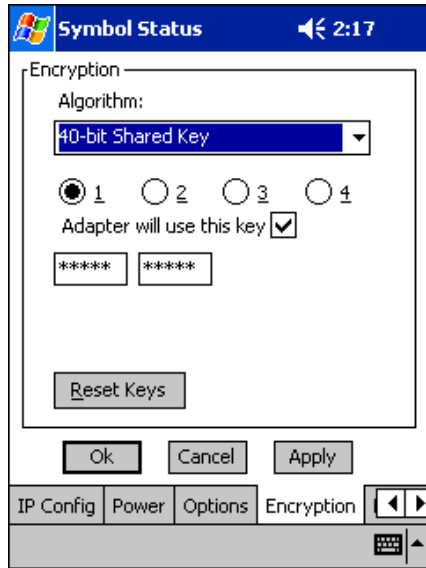 Symbol Status 2:17
Encryption
Algorithm:
40-bit Shared Key
1 2 3 4
Adapter will use this key
***** *****
Reset Keys
Ok Cancel Apply
IP Config Power Options Encryption